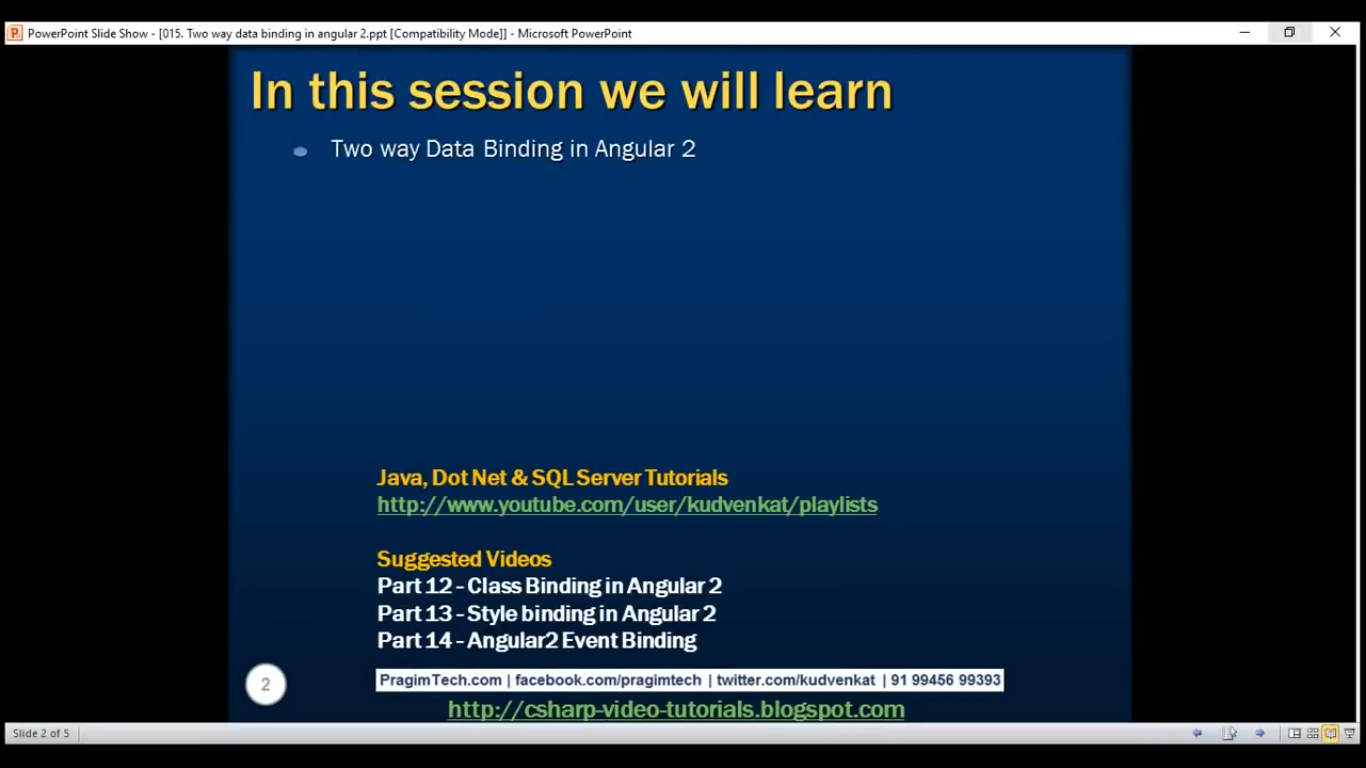 PowerPoint Slide Show - [015. Two way data binding in angular 2.ppt [Compatibility Mode]] - Microsoft PowerPoint
In this session we will learn
Two way Data Binding in Angular 2
Java, Dot Net & SQL Server Tutorials
http://www.youtube.com/user/kudvenkat/playlists
Suggested Videos
Part 12 - Class Binding in Angular 2
Part 13 - Style binding in Angular 2
Part 14 - Angular2 Event Binding
2
PragimTech.com | facebook.com/pragimtech | twitter.com/kudvenkat | 91 99456 99393
http://csharp-video-tutorials.blogspot.com
Slide 2 of 5